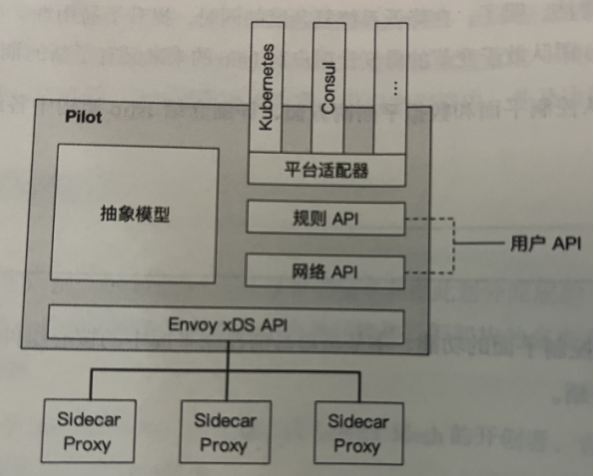 Kubernetes
Consul
…
Pilot
平台适配器
抽象模型
规则 API
用户 API
网络 API
Envoy xDS API
Sidecar
Proxy
Sidecar
Proxy
Sidecar
Proxy